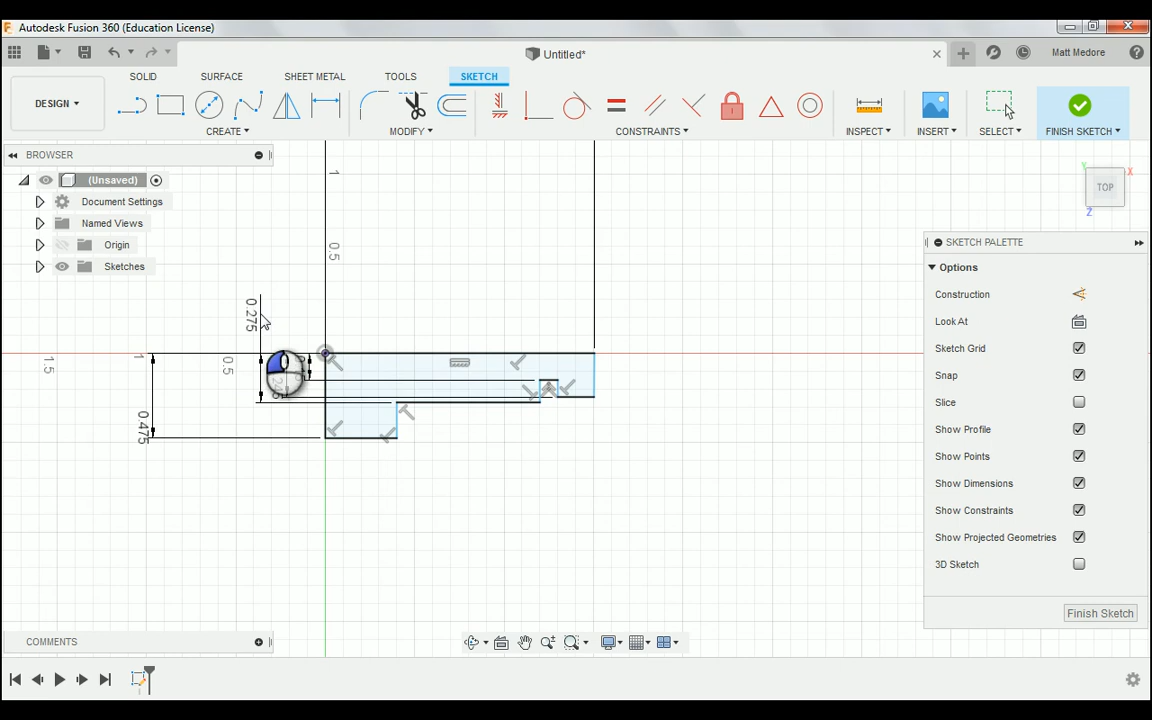 Autodesk Fusion 360 (Education License)
Untitled*
Matt Medore
DESIGN
SOLID
SURFACE
SHEET METAL
TOOLS
SKETCH
CREATE
MODIFY
CONSTRAINTS
INSPECT
INSERT
SELECT
FINISH SKETCH
BROWSER
(Unsaved)
Document Settings
Named Views
Origin
Sketches
TOP
Y
X
Z
1
0.5
0.275
1.5
1
0.5
0.475
SKETCH PALETTE
Options
Construction
Look At
Sketch Grid
Snap
Slice
Show Profile
Show Points
Show Dimensions
Show Constraints
Show Projected Geometries
3D Sketch
Finish Sketch
COMMENTS